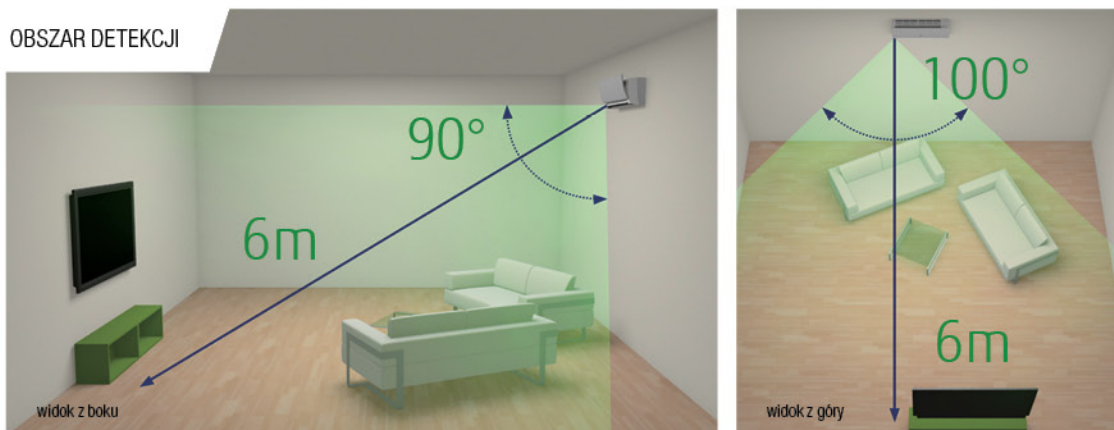 OBSZAR DETEKCJI
90°
6m
widok z boku
100°
6m
widok z góry